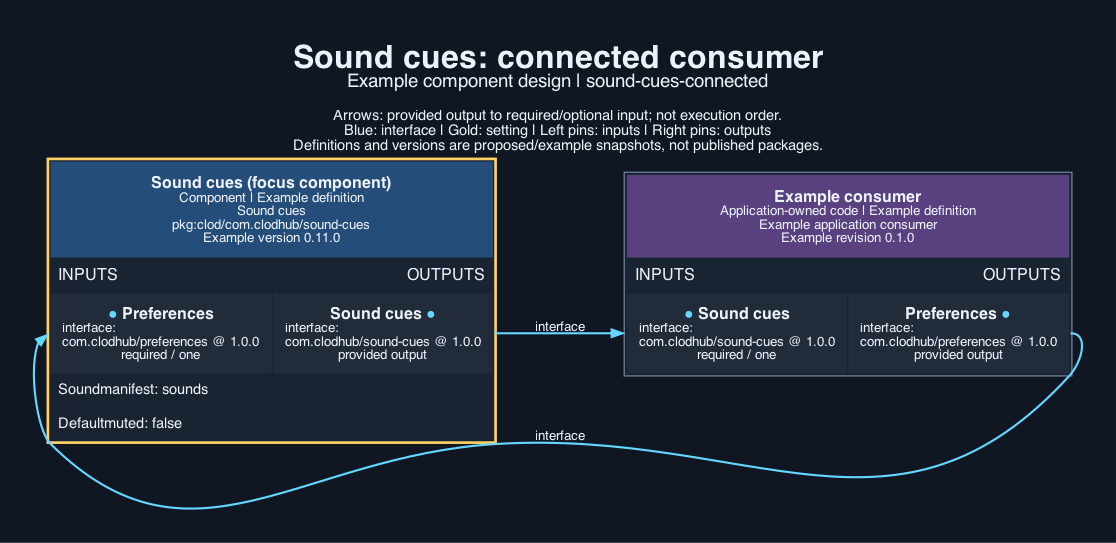 Sound cues: connected consumer
Example component design | sound-cues-connected
Arrows: provided output to required/optional input; not execution order.
Blue: interface | Gold: setting | Left pins: inputs | Right pins: outputs
Definitions and versions are proposed/example snapshots, not published packages.
Sound cues (focus component)
Component | Example definition
Sound cues
pkg:clod/com.clodhub/sound-cues
Example version 0.11.0
INPUTS
OUTPUTS
Preferences
interface:
com.clodhub/preferences @ 1.0.0
required / one
Sound cues
interface:
com.clodhub/sound-cues @ 1.0.0
provided output
Soundmanifest: sounds
Defaultmuted: false
interface
Example consumer
Application-owned code | Example definition
Example application consumer
Example revision 0.1.0
INPUTS
OUTPUTS
Sound cues
interface:
com.clodhub/sound-cues @ 1.0.0
required / one
Preferences
interface:
com.clodhub/preferences @ 1.0.0
provided output
interface